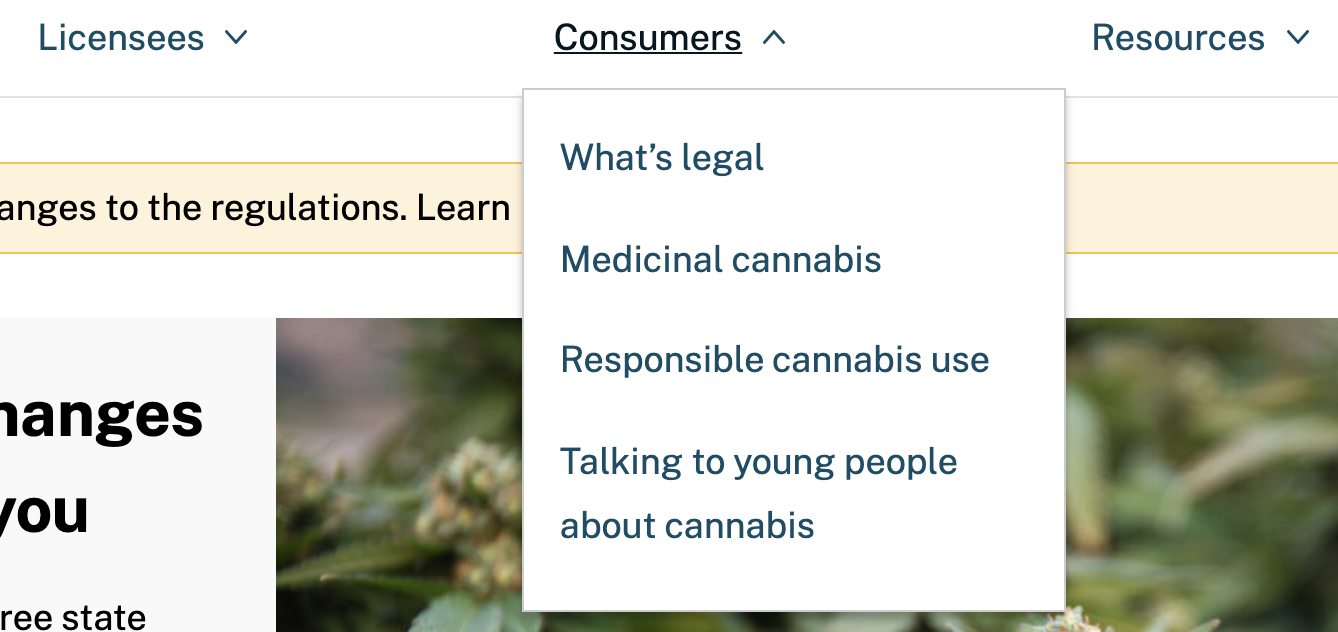 Licensees
Consumers
Resources
What’s legal
anges to the regulations. Learn
Medicinal cannabis
Responsible cannabis use
hanges
Talking to young people
you
about cannabis
ree state